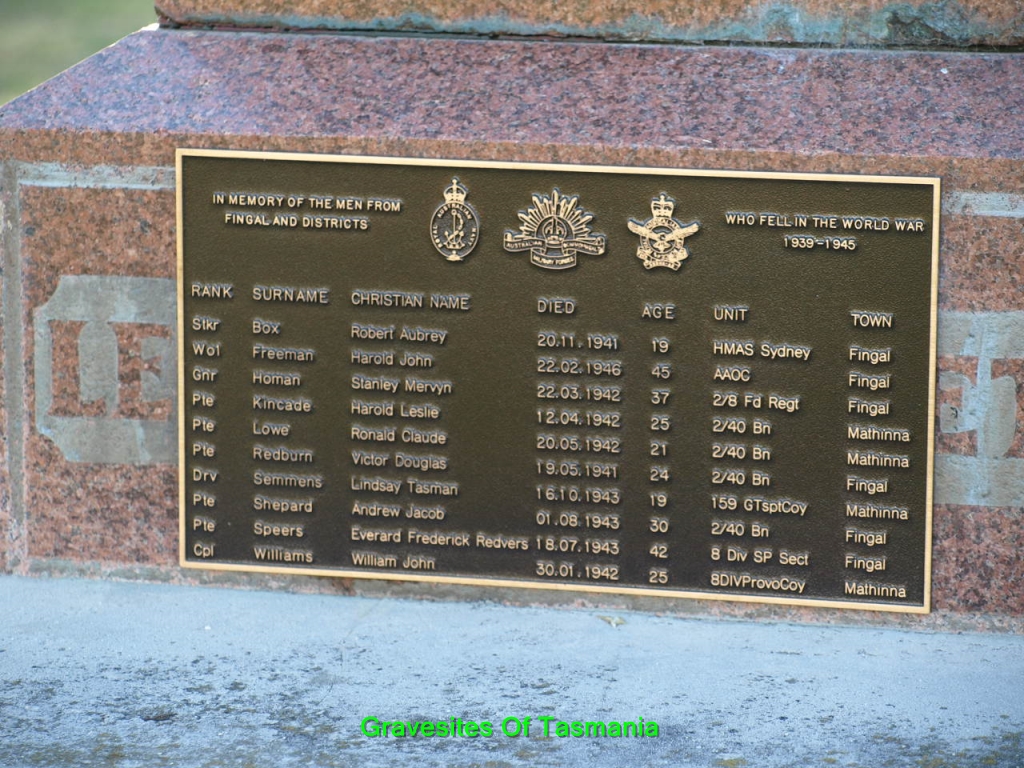 IN MEMORY OF THE MEN FROM
FINGAL AND DISTRICTS
AUSTRALIAN COMMONWEALTH
MILITARY FORCES
WHO FELL IN THE WORLD WAR
1939-1945
RANK SURNAME CHRISTIAN NAME DIED AGE UNIT TOWN
Stkr Box Robert Aubrey 20.11.1941 19 HMAS Sydney Fingal
Wo1 Freeman Harold John 22.02.1946 45 AAOC Fingal
Gnr Homan Stanley Mervyn 22.03.1942 37 2/8 Fd Regt Fingal
Pte Kincade Harold Leslie 12.04.1942 25 2/40 Bn Mathinna
Pte Lowe Ronald Claude 20.05.1942 21 2/40 Bn Mathinna
Pte Redburn Victor Douglas 19.05.1941 24 2/40 Bn Fingal
Drv Semmens Lindsay Tasman 16.10.1943 19 159 GTsptCoy Mathinna
Pte Shepard Andrew Jacob 01.08.1943 30 2/40 Bn Fingal
Pte Speers Everard Frederick Redvers 18.07.1943 42 8 Div SP Sect Fingal
Cpl Williams William John 30.01.1942 25 8DIVProvoCoy Mathinna
Gravesites Of Tasmania